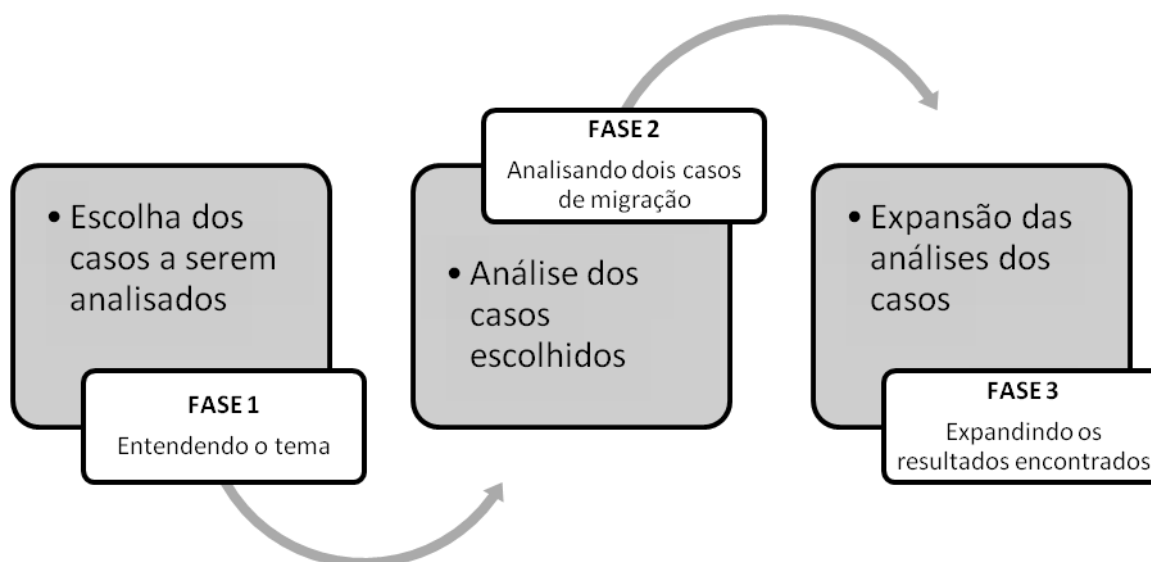 • Escolha dos
casos a serem
analisados
FASE 1
Entendendo o tema
FASE 2
Analisando dois casos
de migração
• Análise dos
casos
escolhidos
• Expansão das
análises dos
casos
FASE 3
Expandindo os
resultados encontrados